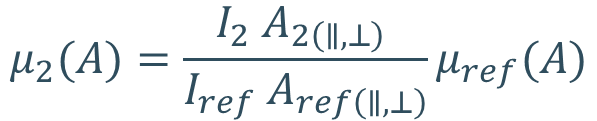 μ₂(A) = I₂ A₂(∥,⊥) / I_ref A_ref(∥,⊥) μ_ref(A)